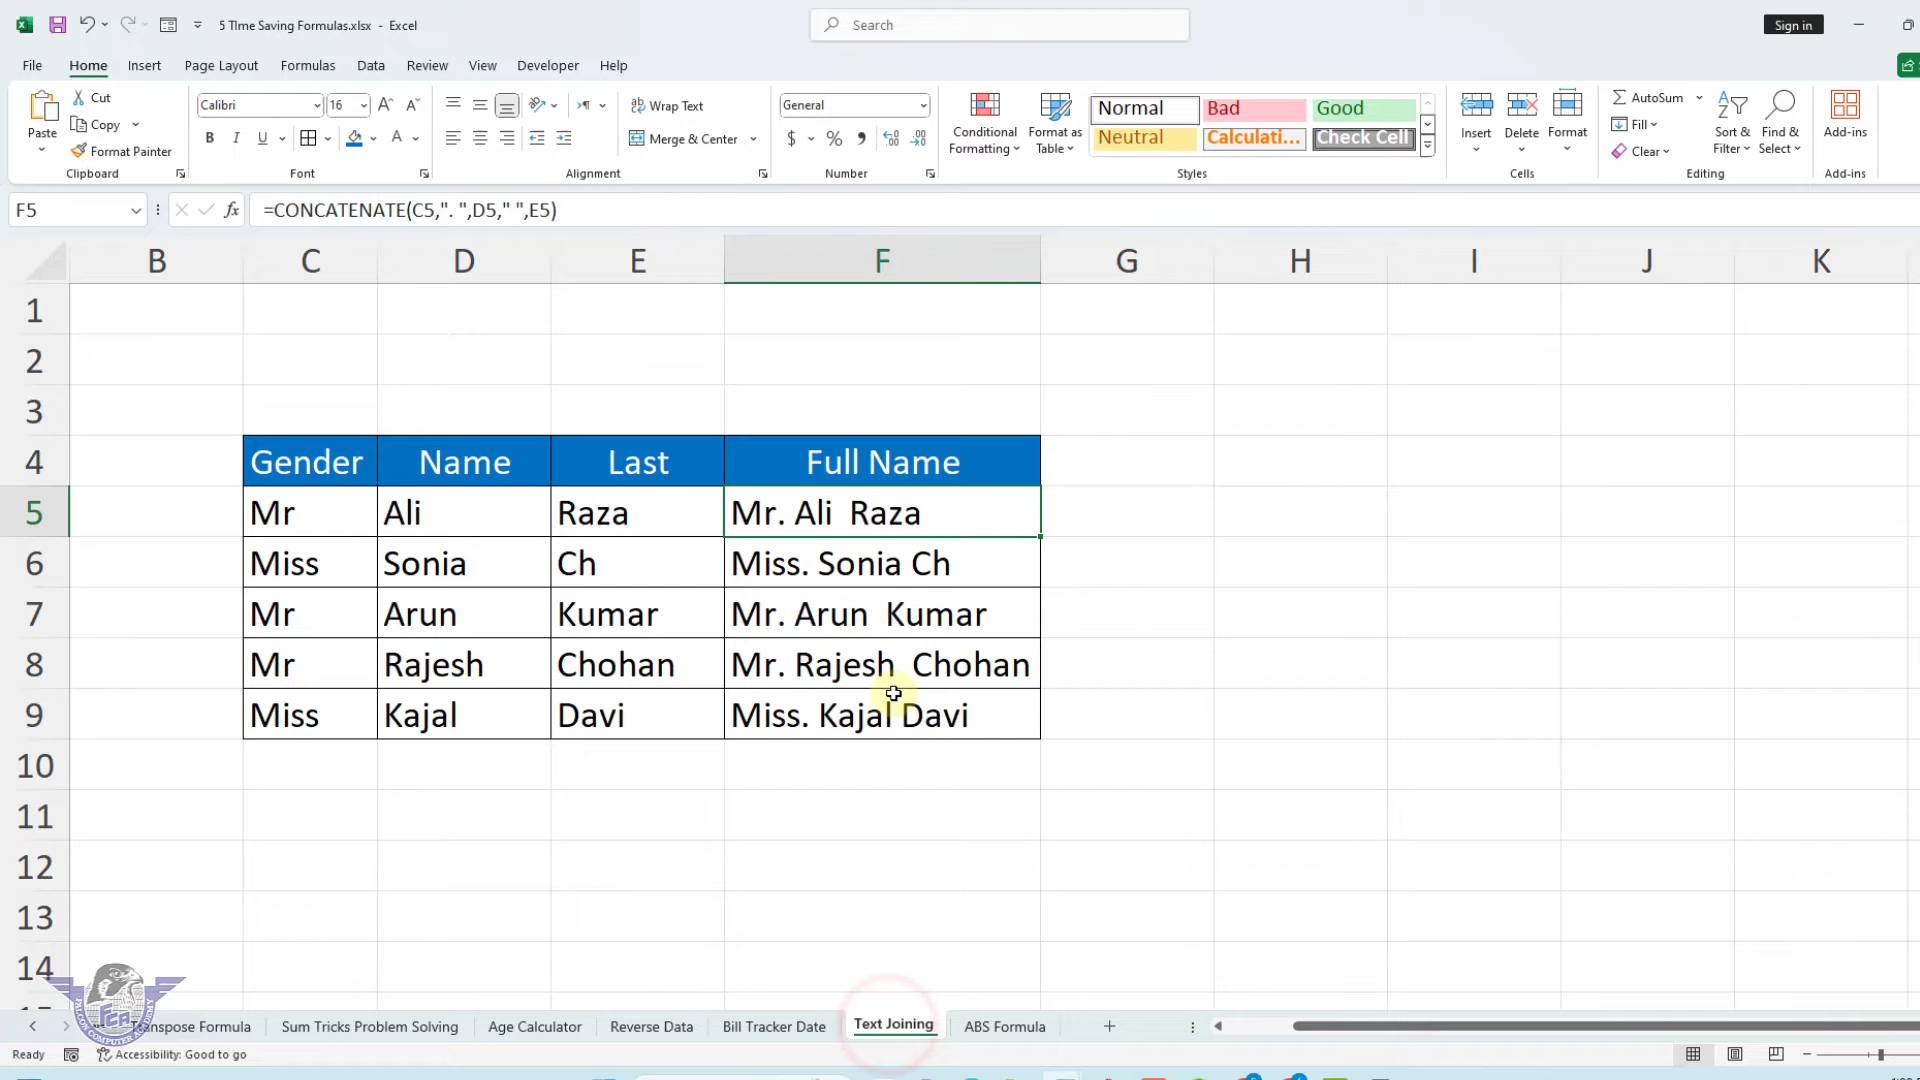 5 TIme Saving Formulas.xlsx - Excel
Search
Sign in
File Home Insert Page Layout Formulas Data Review View Developer Help
Paste
Cut
Copy
Format Painter
Clipboard
Calibri 16
B I U
Font
Wrap Text
Merge & Center
Alignment
General
$ % ,
Number
Conditional Formatting
Format as Table
Normal Bad Good
Neutral Calculati... Check Cell
Styles
Insert Delete Format
Cells
AutoSum
Fill
Clear
Sort & Filter
Find & Select
Editing
Add-ins
Add-ins
F5 fx =CONCATENATE(C5,". ",D5," ",E5)
B C D E F G H I J K
1
2
3
4 Gender Name Last Full Name
5 Mr Ali Raza Mr. Ali  Raza
6 Miss Sonia Ch Miss. Sonia Ch
7 Mr Arun Kumar Mr. Arun  Kumar
8 Mr Rajesh Chohan Mr. Rajesh  Chohan
9 Miss Kajal Davi Miss. Kajal Davi
10
11
12
13
14
FCA
Transpose Formula Sum Tricks Problem Solving Age Calculator Reverse Data Bill Tracker Date Text Joining ABS Formula
Ready Accessibility: Good to go